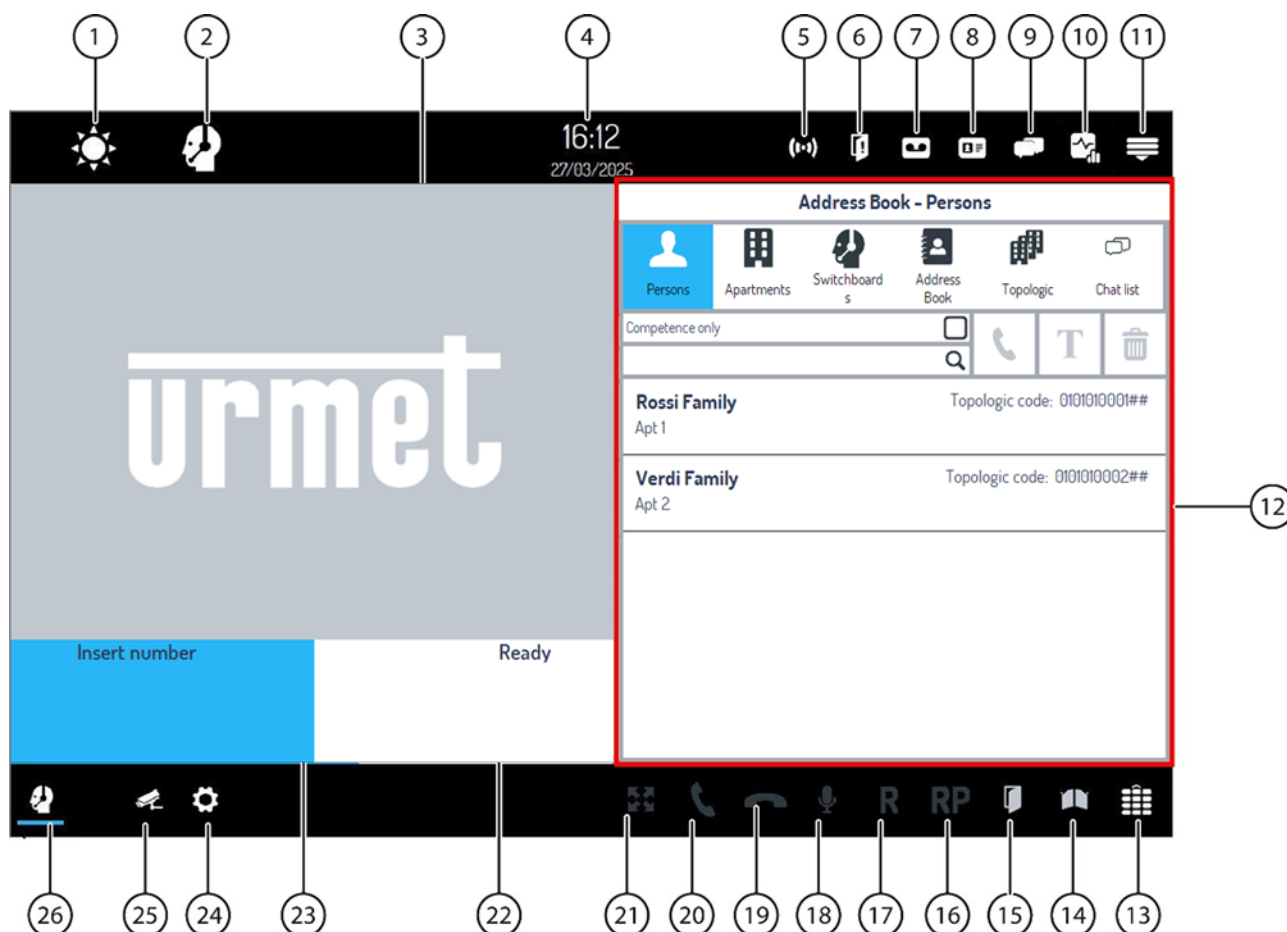 1 2 3 4 5 6 7 8 9 10 11
16:12
27/03/2025
Address Book - Persons
Persons
Apartments
Switchboard
s
Address
Book
Topologic
Chat list
Competence only
T
urmet
Rossi Family
Topologic code: 0101010001##
Apt 1
Verdi Family
Topologic code: 0101010002##
Apt 2
12
Insert number
Ready
R RP
26 25 24 23 22 21 20 19 18 17 16 15 14 13